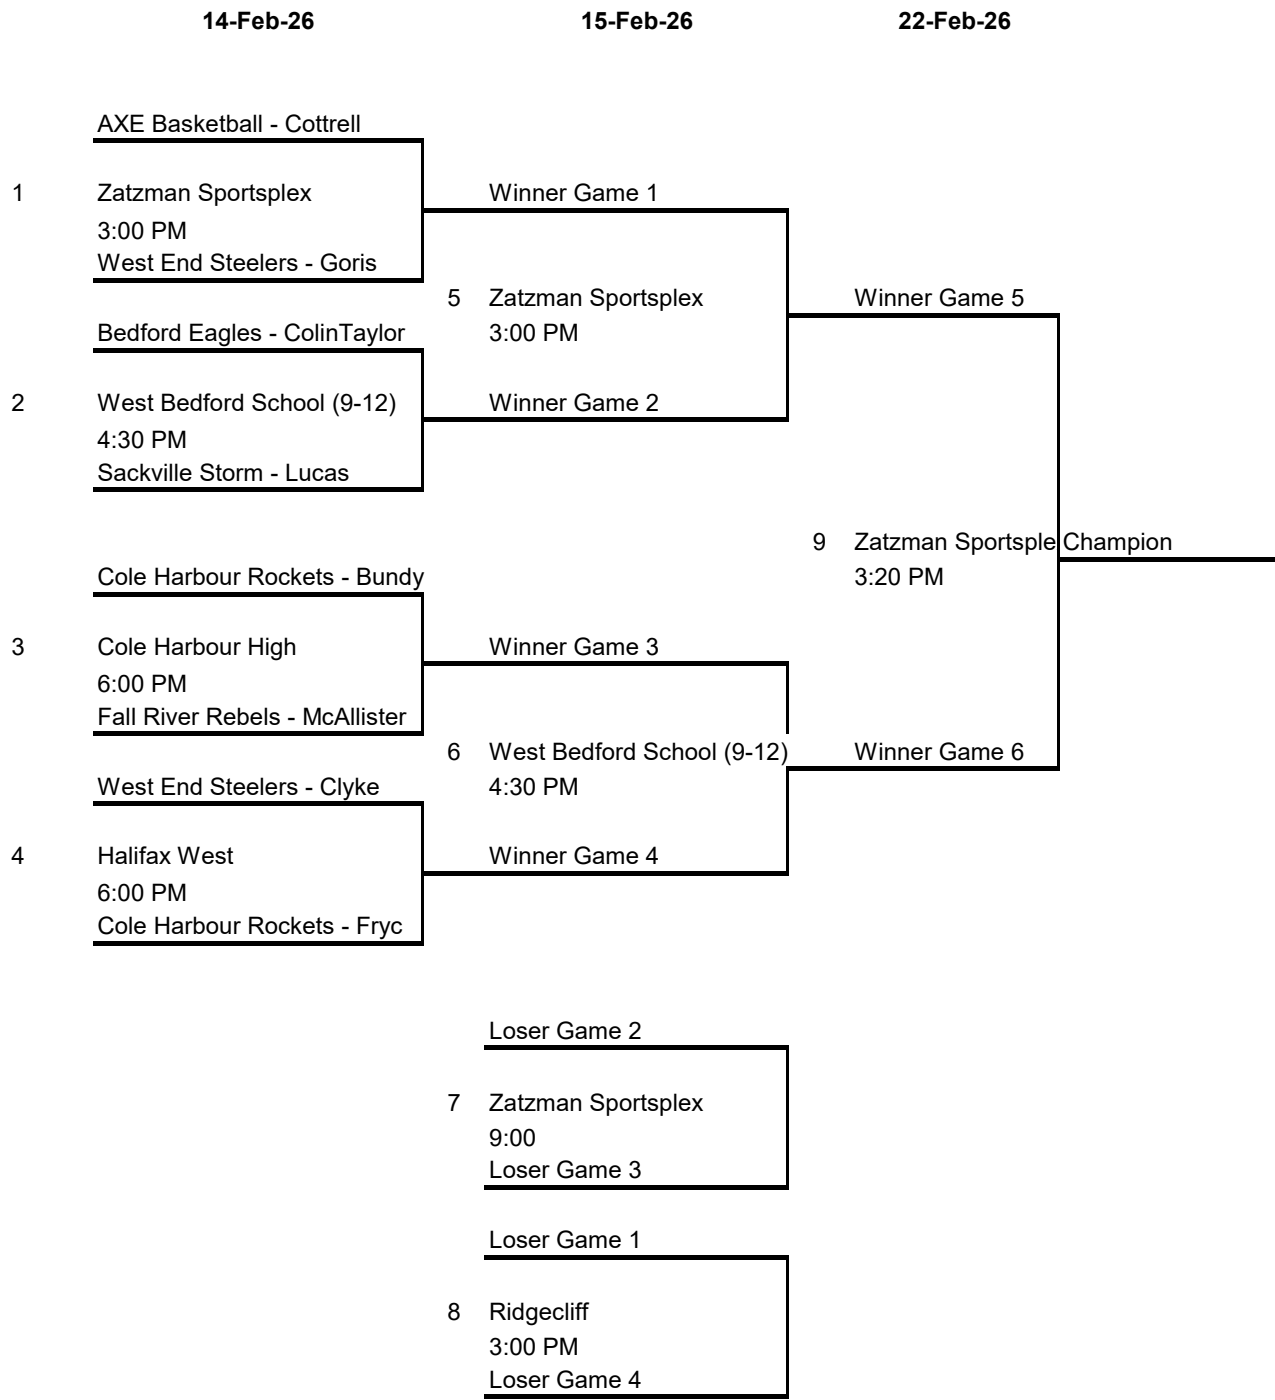 14-Feb-26 15-Feb-26 22-Feb-26
AXE Basketball - Cottrell
1 Zatzman Sportsplex Winner Game 1
3:00 PM
West End Steelers - Goris
5 Zatzman Sportsplex Winner Game 5
Bedford Eagles - ColinTaylor 3:00 PM
2 West Bedford School (9-12) Winner Game 2
4:30 PM
Sackville Storm - Lucas
9 Zatzman Sportsple Champion
Cole Harbour Rockets - Bundy 3:20 PM
3 Cole Harbour High Winner Game 3
6:00 PM
Fall River Rebels - McAllister
6 West Bedford School (9-12) Winner Game 6
West End Steelers - Clyke 4:30 PM
4 Halifax West Winner Game 4
6:00 PM
Cole Harbour Rockets - Fryc
Loser Game 2
7 Zatzman Sportsplex
9:00
Loser Game 3
Loser Game 1
8 Ridgecliff
3:00 PM
Loser Game 4